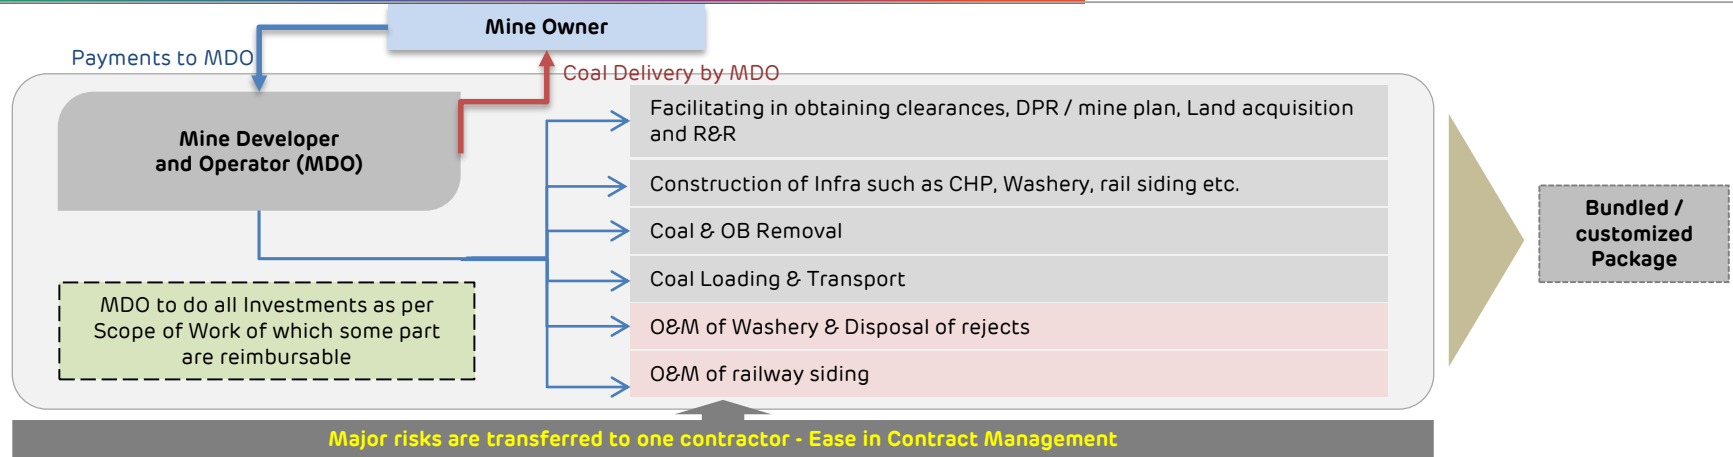 Mine Owner
Payments to MDO
Coal Delivery by MDO
Mine Developer
and Operator (MDO)
Facilitating in obtaining clearances, DPR / mine plan, Land acquisition
and R&R
Construction of Infra such as CHP, Washery, rail siding etc.
Coal & OB Removal
Coal Loading & Transport
O&M of Washery & Disposal of rejects
O&M of railway siding
MDO to do all Investments as per
Scope of Work of which some part
are reimbursable
Bundled /
customized
Package
Major risks are transferred to one contractor - Ease in Contract Management